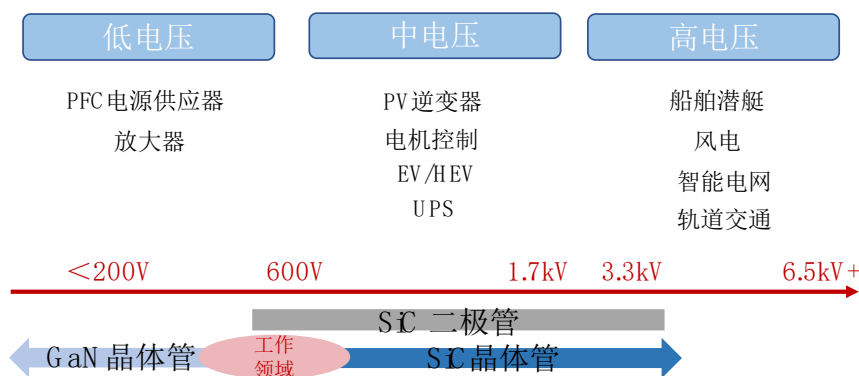 低电压 中电压 高电压
PFC电源供应器 PV逆变器 船舶潜艇
放大器 电机控制 风电
EV/HEV 智能电网
UPS 轨道交通
<200V 600V 1.7kV 3.3kV 6.5kV+
SiC 二极管
GaN 晶体管 工作 SiC晶体管
领域